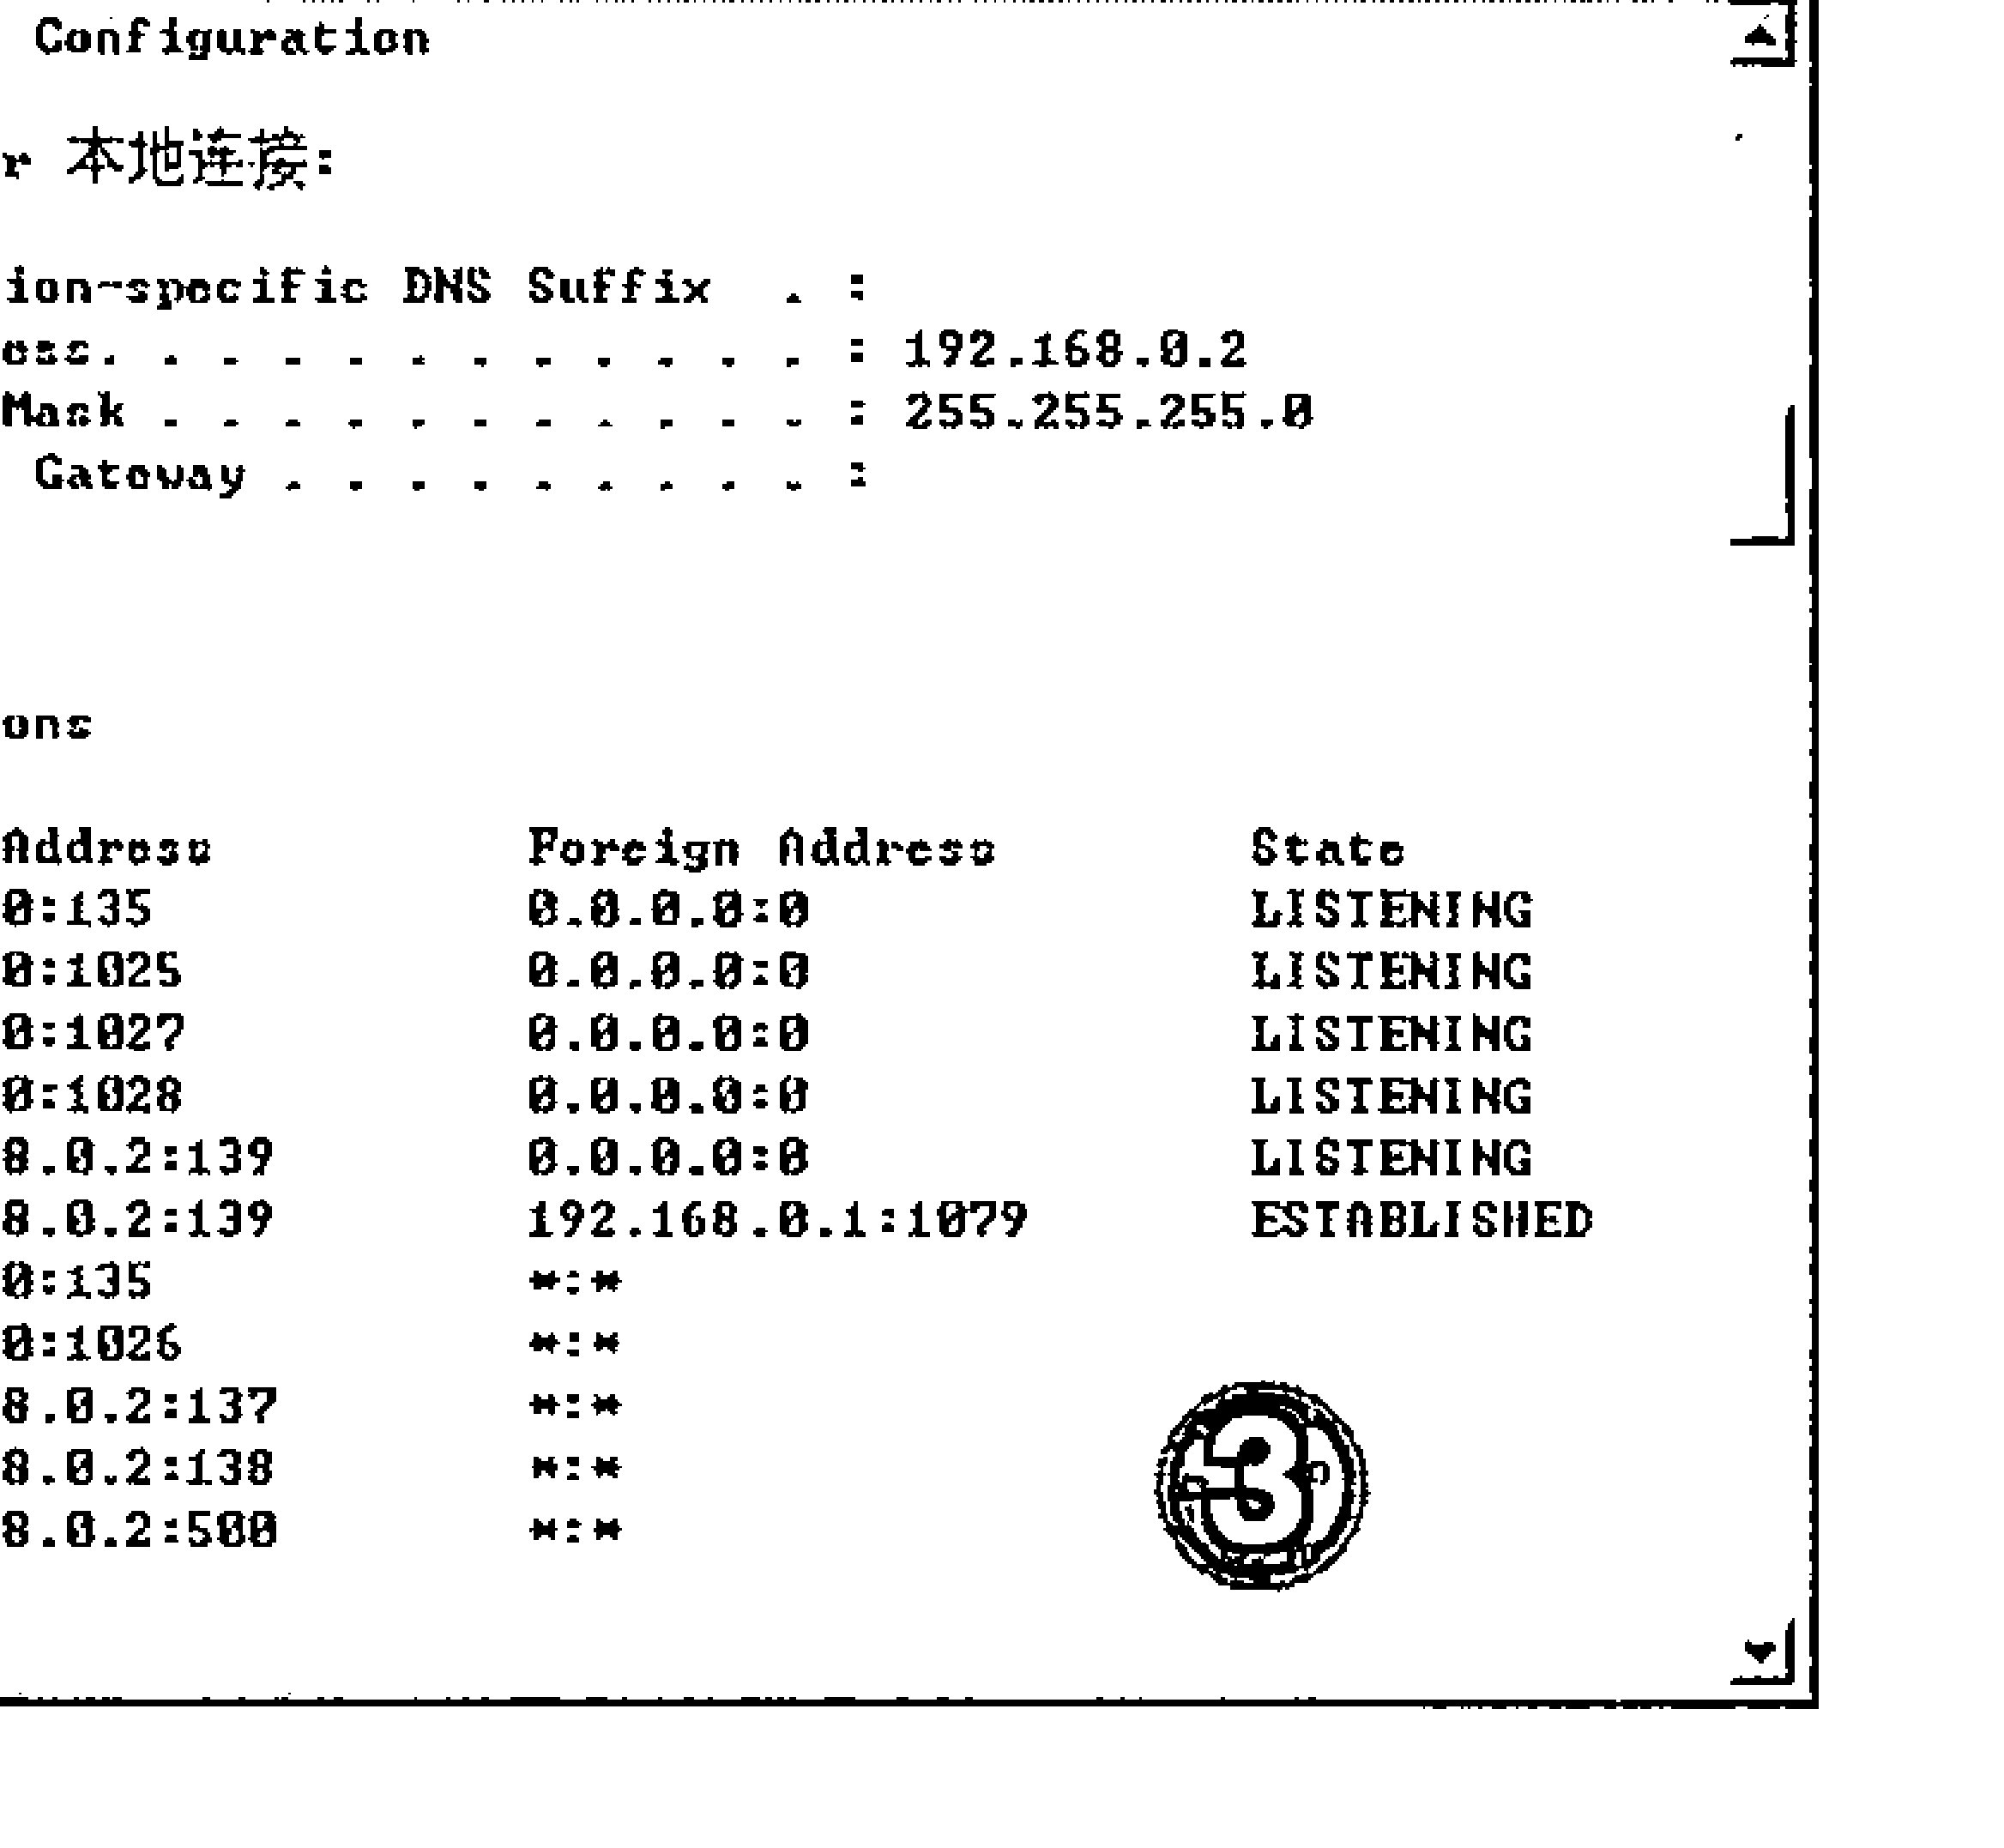 Configuration
r 本地连接:
ion-specific DNS Suffix . :
ess. . . . . . . . . . . . : 192.168.0.2
Mask . . . . . . . . . . . : 255.255.255.0
Gateway . . . . . . . . . :
ons
Address Foreign Address State
0:135 0.0.0.0:0 LISTENING
0:1025 0.0.0.0:0 LISTENING
0:1027 0.0.0.0:0 LISTENING
0:1028 0.0.0.0:0 LISTENING
8.0.2:139 0.0.0.0:0 LISTENING
8.0.2:139 192.168.0.1:1079 ESTABLISHED
0:135 *:*
0:1026 *:*
8.0.2:137 *:*
8.0.2:138 *:*
8.0.2:500 *:*
3